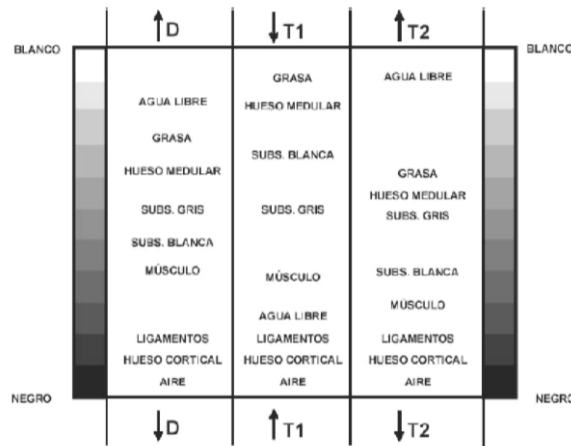 ↑ D ↓ T1 ↑ T2
BLANCO BLANCO
AGUA LIBRE
GRASA
HUESO MEDULAR
SUBS. GRIS
SUBS. BLANCA
MÚSCULO
LIGAMENTOS
HUESO CORTICAL
AIRE
GRASA
HUESO MEDULAR
SUBS. BLANCA
SUBS. GRIS
MÚSCULO
AGUA LIBRE
LIGAMENTOS
HUESO CORTICAL
AIRE
AGUA LIBRE
GRASA
HUESO MEDULAR
SUBS. GRIS
SUBS. BLANCA
MÚSCULO
LIGAMENTOS
HUESO CORTICAL
AIRE
NEGRO NEGRO
↓ D ↑ T1 ↓ T2